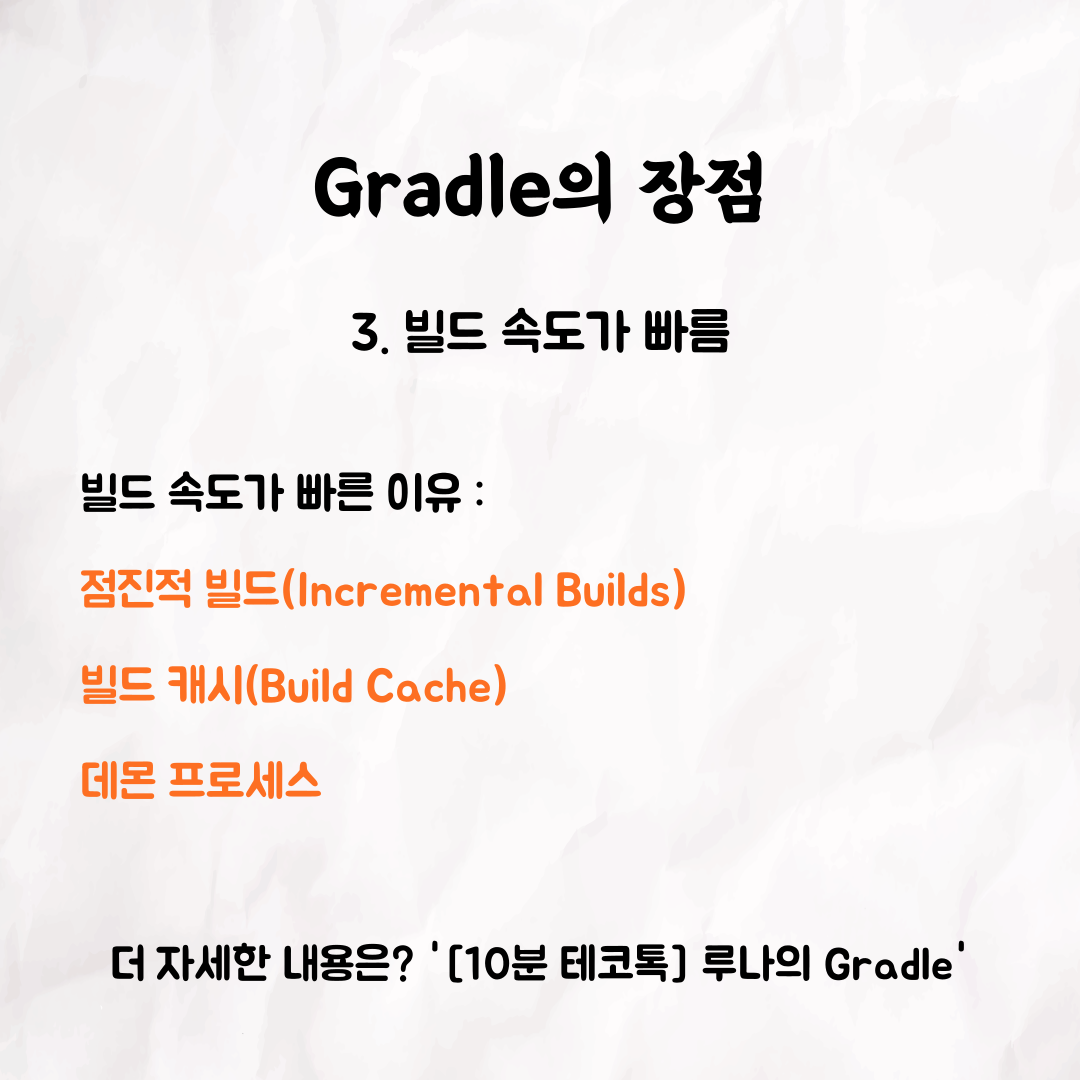 Gradle의 장점
3. 빌드 속도가 빠름
빌드 속도가 빠른 이유 :
점진적 빌드(Incremental Builds)
빌드 캐시(Build Cache)
데몬 프로세스
더 자세한 내용은? '[10분 테코톡] 루나의 Gradle'